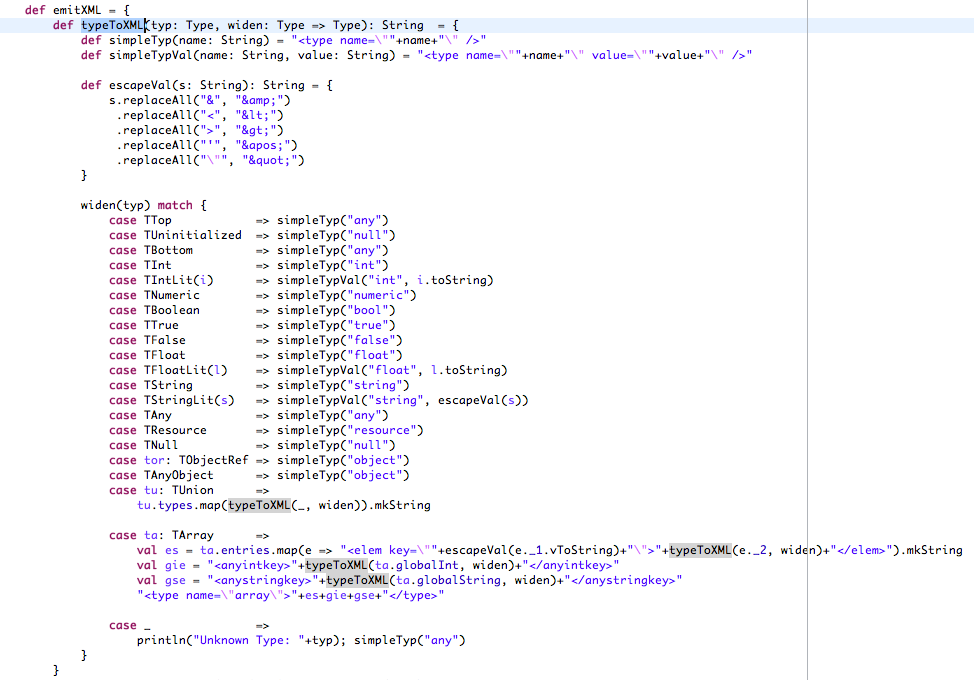 def emitXML = {
def typeToXML(typ: Type, widen: Type => Type): String  = {
def simpleTyp(name: String) = "<type name=\""+name+"\" />"
def simpleTypVal(name: String, value: String) = "<type name=\""+name+"\" value=\""+value+"\" />"
def escapeVal(s: String): String = {
s.replaceAll("&", "&amp;")
.replaceAll("<", "&lt;")
.replaceAll(">", "&gt;")
.replaceAll("'", "&apos;")
.replaceAll("\"", "&quot;")
}
widen(typ) match {
case TTop            => simpleTyp("any")
case TUninitialized  => simpleTyp("null")
case TBottom         => simpleTyp("any")
case TInt            => simpleTyp("int")
case TIntLit(i)      => simpleTypVal("int", i.toString)
case TNumeric        => simpleTyp("numeric")
case TBoolean        => simpleTyp("bool")
case TTrue           => simpleTyp("true")
case TFalse          => simpleTyp("false")
case TFloat          => simpleTyp("float")
case TFloatLit(l)    => simpleTypVal("float", l.toString)
case TString         => simpleTyp("string")
case TStringLit(s)   => simpleTypVal("string", escapeVal(s))
case TAny            => simpleTyp("any")
case TResource       => simpleTyp("resource")
case TNull           => simpleTyp("null")
case tor: TObjectRef => simpleTyp("object")
case TAnyObject      => simpleTyp("object")
case tu: TUnion      =>
tu.types.map(typeToXML(_, widen)).mkString
case ta: TArray      =>
val es = ta.entries.map(e => "<elem key=\""+escapeVal(e._1.vToString)+"\">"+typeToXML(e._2, widen)+"</elem>").mkString
val gie = "<anyintkey>"+typeToXML(ta.globalInt, widen)+"</anyintkey>"
val gse = "<anystringkey>"+typeToXML(ta.globalString, widen)+"</anystringkey>"
"<type name=\"array\">"+es+gie+gse+"</type>"
case _               =>
println("Unknown Type: "+typ); simpleTyp("any")
}
}